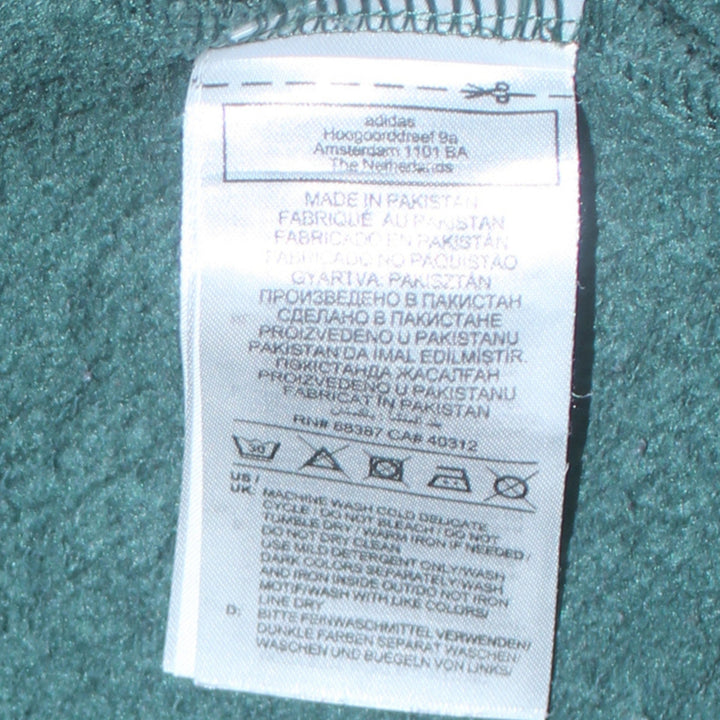 adidas
Hoogoorddreef 9a
Amsterdam 1101 BA
The Netherlands
MADE IN PAKISTAN
FABRIQUÉ AU PAKISTAN
FABRICADO EN PAKISTÁN
FABRICADO NO PAQUISTÃO
GYÁRTVA: PAKISZTÁN
ПРОИЗВЕДЕНО В ПАКИСТАН
СДЕЛАНО В ПАКИСТАНЕ
PROIZVEDENO U PAKISTANU
PAKISTAN'DA IMAL EDILMISTIR.
ПӘКІСТАНДА ЖАСАЛҒАН
PROIZVEDENO U PAKISTANU
FABRICAT ÎN PAKISTAN
RN# 88387 CA# 40312
30
US /
UK: MACHINE WASH COLD DELICATE
CYCLE / DO NOT BLEACH / DO NOT
TUMBLE DRY / WARM IRON IF NEEDED /
DO NOT DRY CLEAN
USE MILD DETERGENT ONLY/WASH
DARK COLORS SEPARATELY/WASH
AND IRON INSIDE OUT/DO NOT IRON
MOTIF/WASH WITH LIKE COLORS/
LINE DRY
D: BITTE FEINWASCHMITTEL VERWENDEN/
DUNKLE FARBEN SEPARAT WASCHEN/
WASCHEN UND BUEGELN VON LINKS/